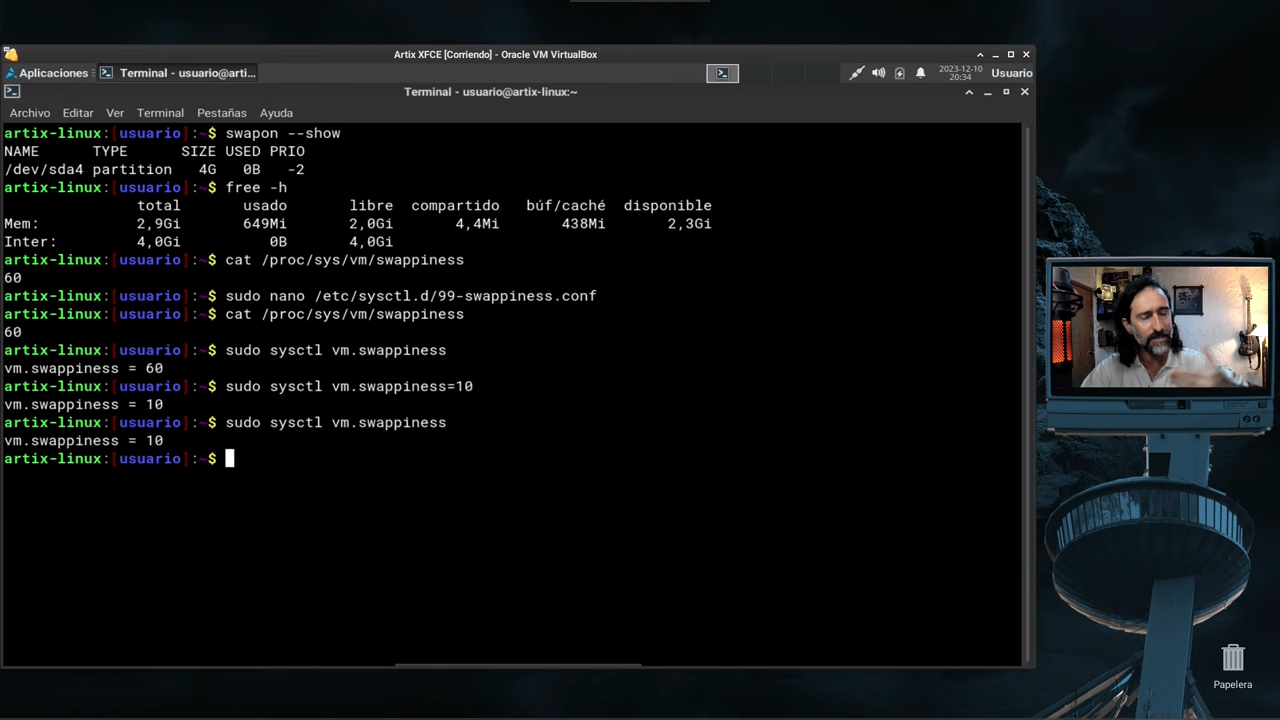 Artix XFCE [Corriendo] - Oracle VM VirtualBox
Aplicaciones
Terminal - usuario@arti...
2023-12-10
20:34
Usuario
Terminal - usuario@artix-linux:~
Archivo Editar Ver Terminal Pestañas Ayuda
artix-linux:[usuario]:~$ swapon --show
NAME TYPE SIZE USED PRIO
/dev/sda4 partition 4G 0B -2
artix-linux:[usuario]:~$ free -h
total usado libre compartido búf/caché disponible
Mem: 2,9Gi 649Mi 2,0Gi 4,4Mi 438Mi 2,3Gi
Inter: 4,0Gi 0B 4,0Gi
artix-linux:[usuario]:~$ cat /proc/sys/vm/swappiness
60
artix-linux:[usuario]:~$ sudo nano /etc/sysctl.d/99-swappiness.conf
artix-linux:[usuario]:~$ cat /proc/sys/vm/swappiness
60
artix-linux:[usuario]:~$ sudo sysctl vm.swappiness
vm.swappiness = 60
artix-linux:[usuario]:~$ sudo sysctl vm.swappiness=10
vm.swappiness = 10
artix-linux:[usuario]:~$ sudo sysctl vm.swappiness
vm.swappiness = 10
artix-linux:[usuario]:~$
Papelera